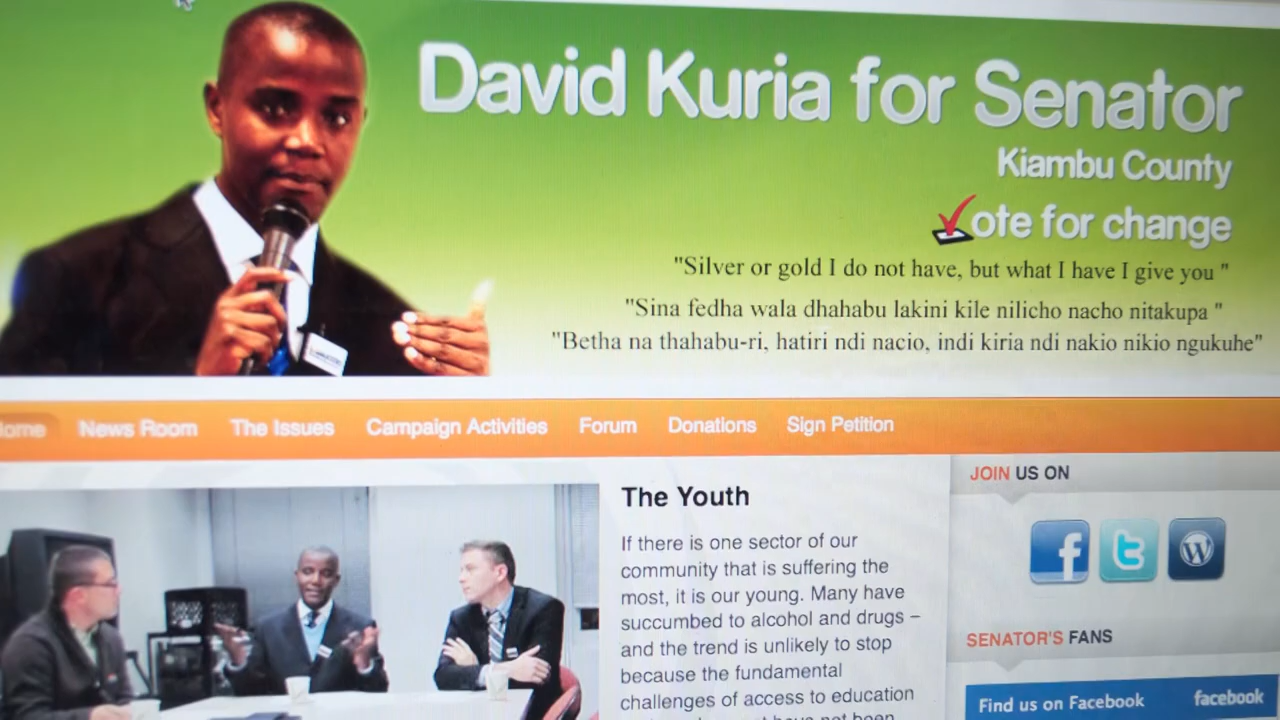 David Kuria for Senator
Kiambu County
Vote for change
"Silver or gold I do not have, but what I have I give you "
"Sina fedha wala dhahabu lakini kile nilicho nacho nitakupa "
"Betha na thahabu-ri, hatiri ndi nacio, indi kiria ndi nakio nikio ngukuhe"
Home News Room The Issues Campaign Activities Forum Donations Sign Petition
The Youth
If there is one sector of our
community that is suffering the
most, it is our young. Many have
succumbed to alcohol and drugs –
and the trend is unlikely to stop
because the fundamental
challenges of access to education
have not been
JOIN US ON
SENATOR'S FANS
Find us on Facebook facebook